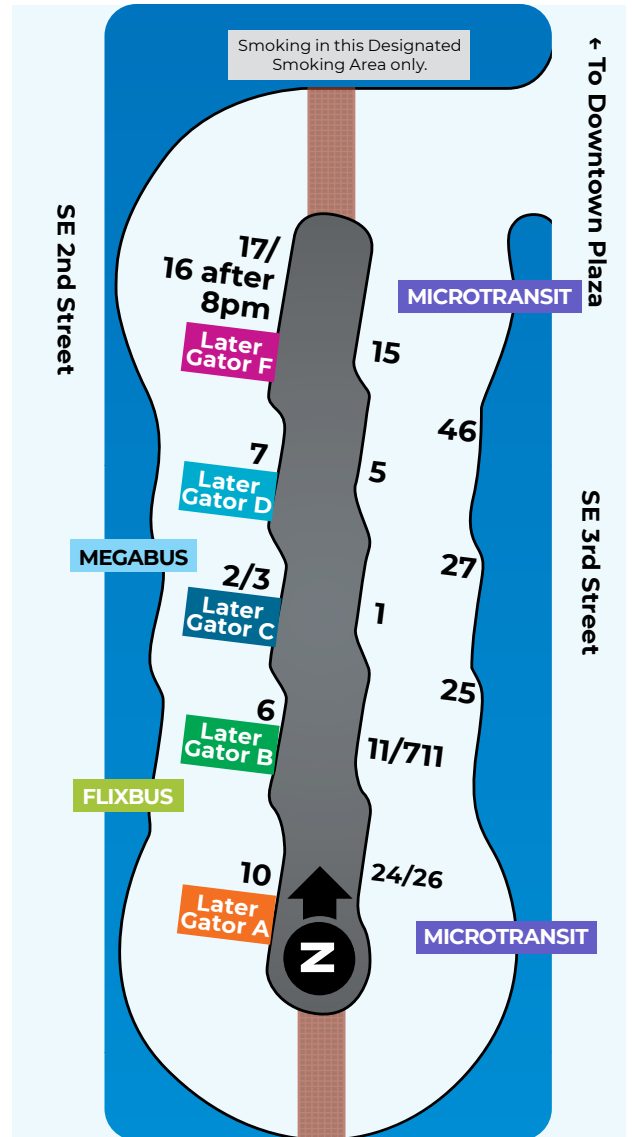 Smoking in this Designated
Smoking Area only.
← To Downtown Plaza
SE 2nd Street
17/
16 after
8pm
Later
Gator F
MICROTRANSIT
15
46
7
Later
Gator D
5
SE 3rd Street
MEGABUS
2/3
Later
Gator C
27
1
25
6
Later
Gator B
11/711
FLIXBUS
10
Later
Gator A
24/26
N
MICROTRANSIT